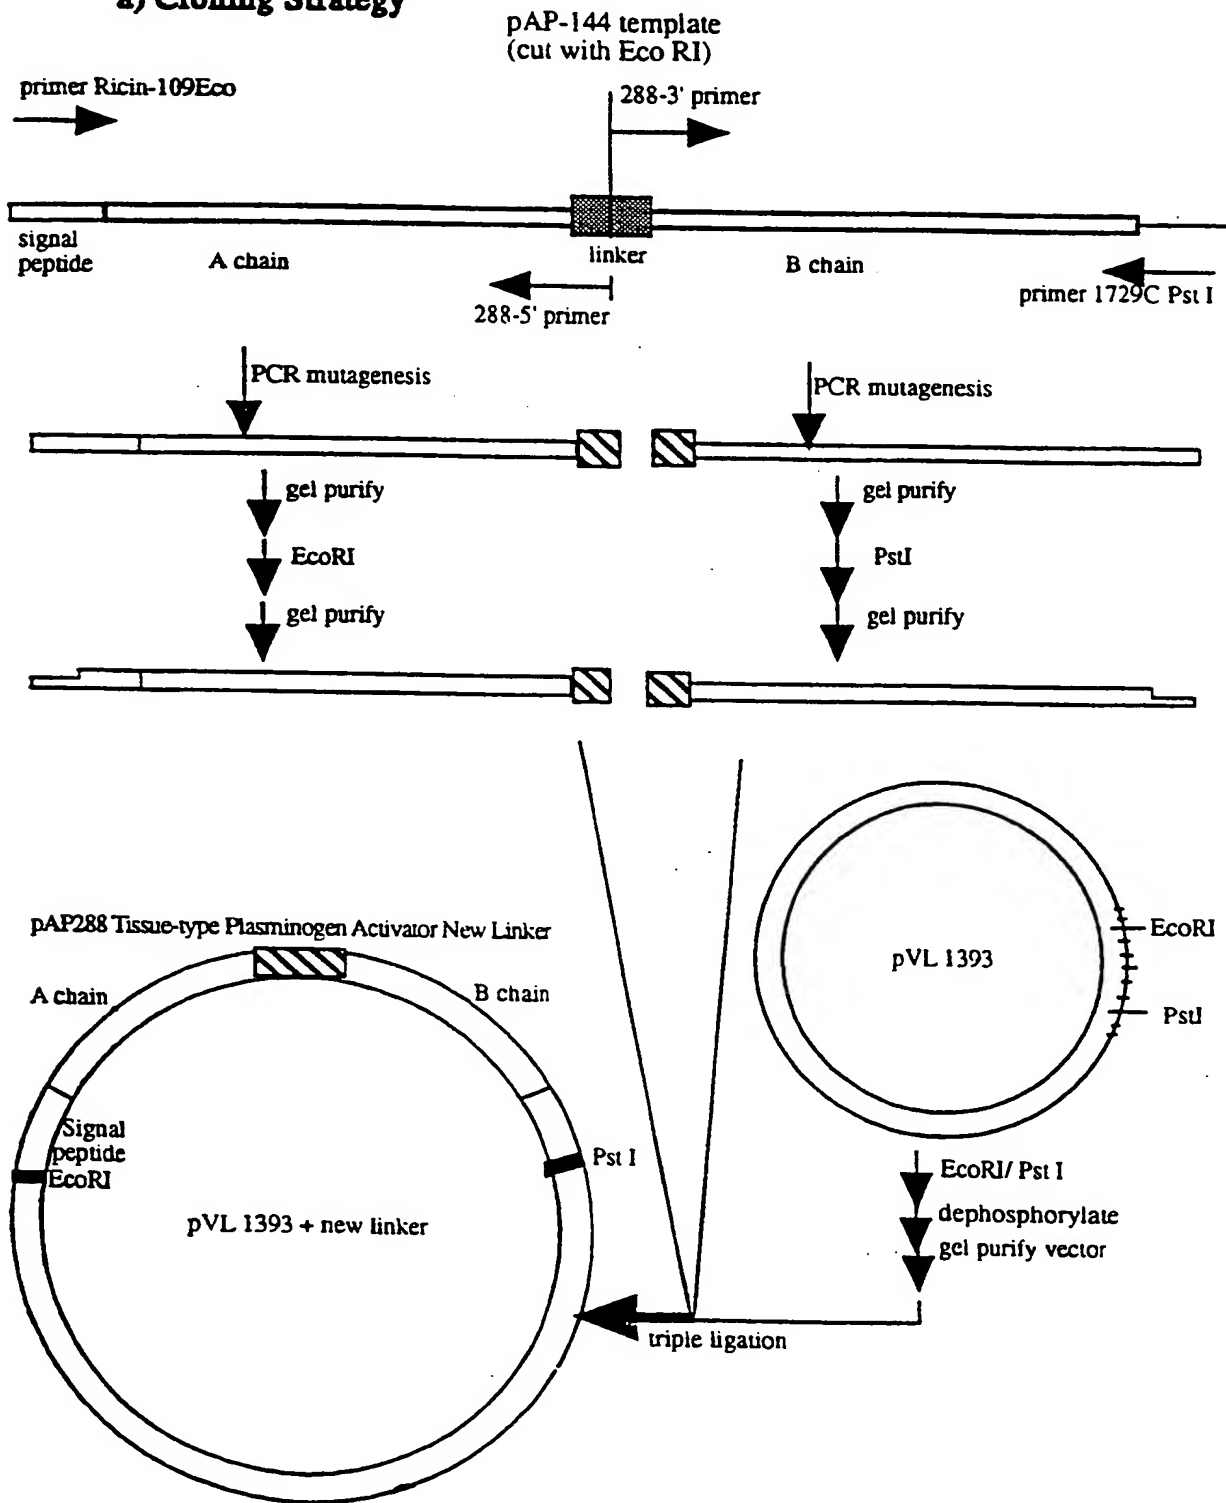 a) Cloning Strategy
pAP-144 template
(cut with Eco RI)
primer Ricin-109Eco
288-3' primer
signal
peptide
A chain
linker
B chain
288-5' primer
primer 1729C Pst I
PCR mutagenesis
PCR mutagenesis
gel purify
gel purify
EcoRI
PstI
gel purify
gel purify
pAP288 Tissue-type Plasminogen Activator New Linker
A chain
B chain
Signal
peptide
EcoRI
Pst I
pVL 1393 + new linker
pVL 1393
EcoRI
PstI
EcoRI/ Pst I
dephosphorylate
gel purify vector
triple ligation